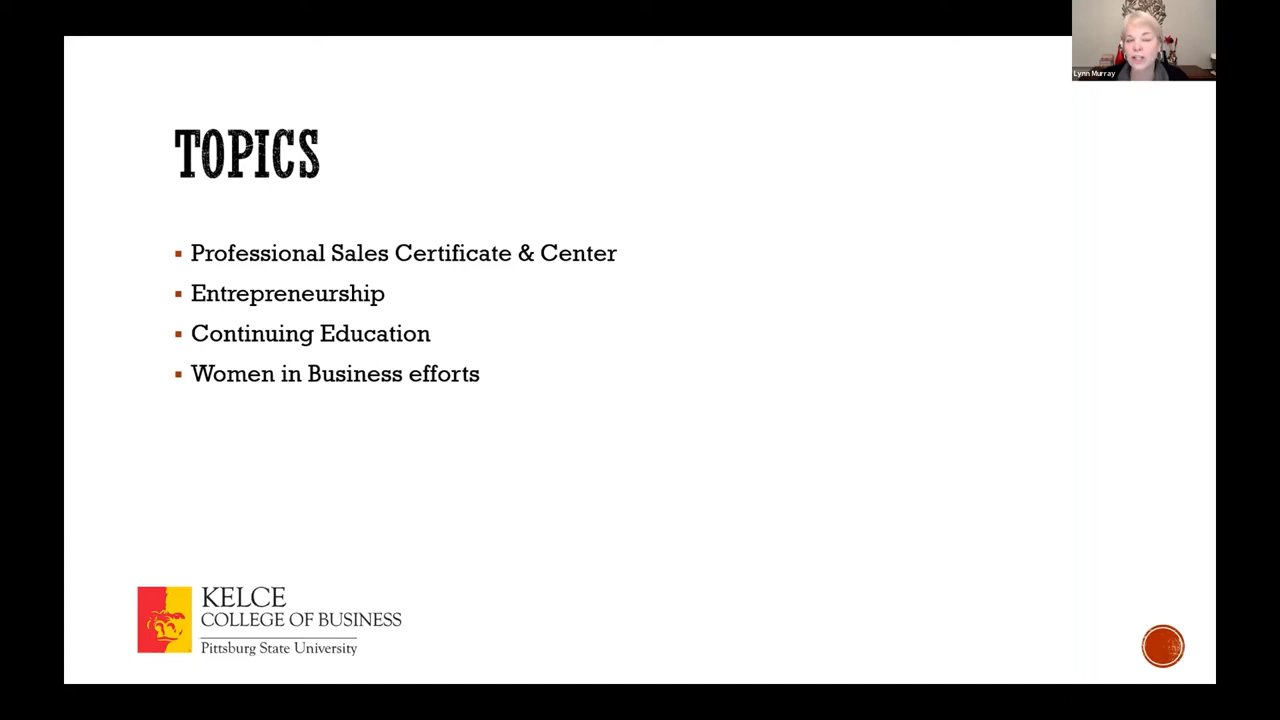 Lynn Murray
TOPICS
Professional Sales Certificate & Center
Entrepreneurship
Continuing Education
Women in Business efforts
KELCE
COLLEGE OF BUSINESS
Pittsburg State University